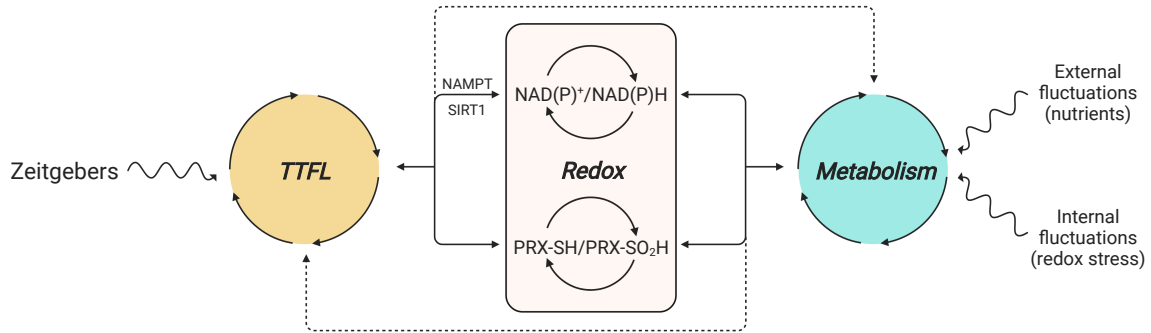 Zeitgebers
TTFL
NAMPT
SIRT1
NAD(P)⁺/NAD(P)H
Redox
PRX-SH/PRX-SO₂H
Metabolism
External
fluctuations
(nutrients)
Internal
fluctuations
(redox stress)